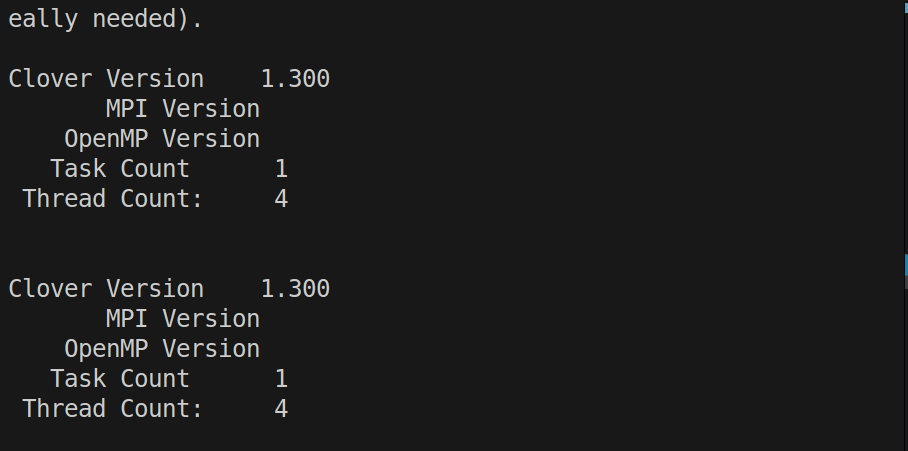 eally needed).
Clover Version    1.300
       MPI Version
    OpenMP Version
   Task Count      1
 Thread Count:     4
Clover Version    1.300
       MPI Version
    OpenMP Version
   Task Count      1
 Thread Count:     4